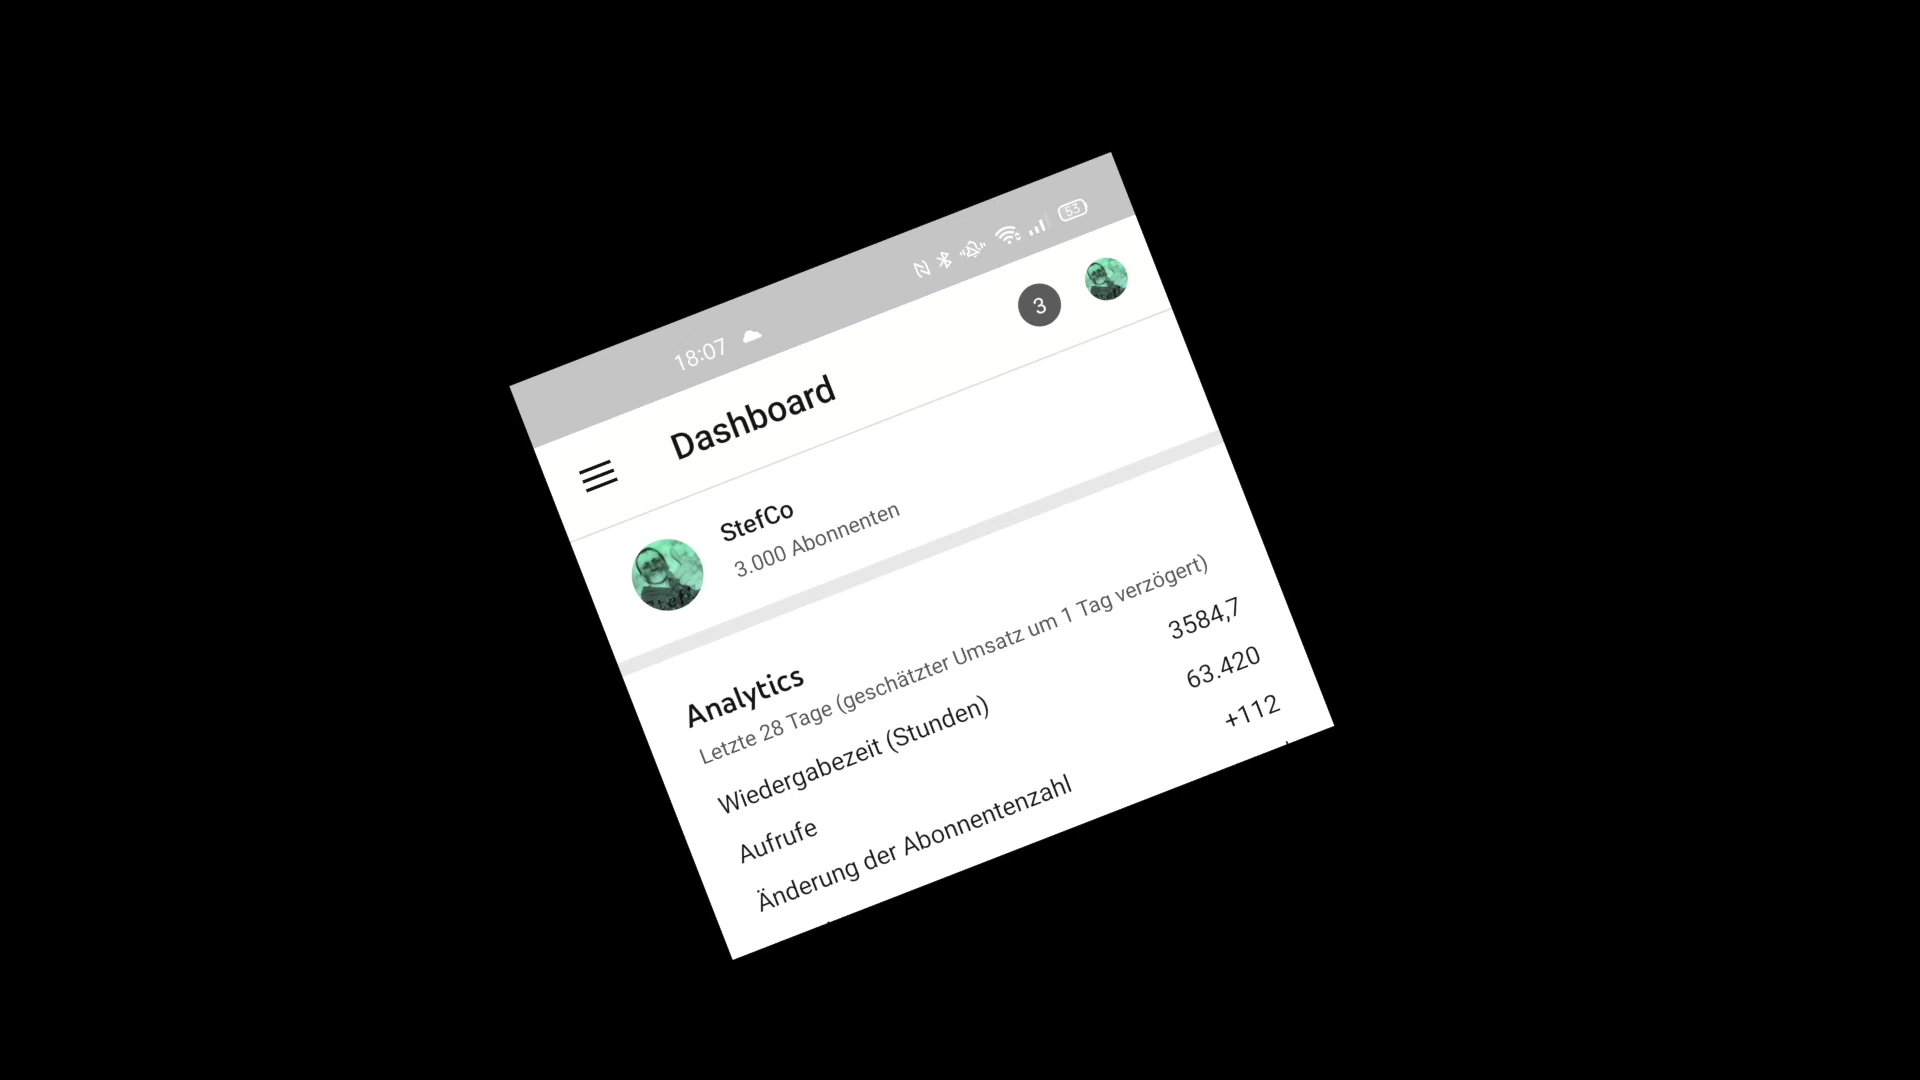 18:07
53
Dashboard
3
StefCo
3.000 Abonnenten
Analytics
Letzte 28 Tage (geschätzter Umsatz um 1 Tag verzögert)
Wiedergabezeit (Stunden) 3584,7
Aufrufe 63.420
Änderung der Abonnentenzahl +112